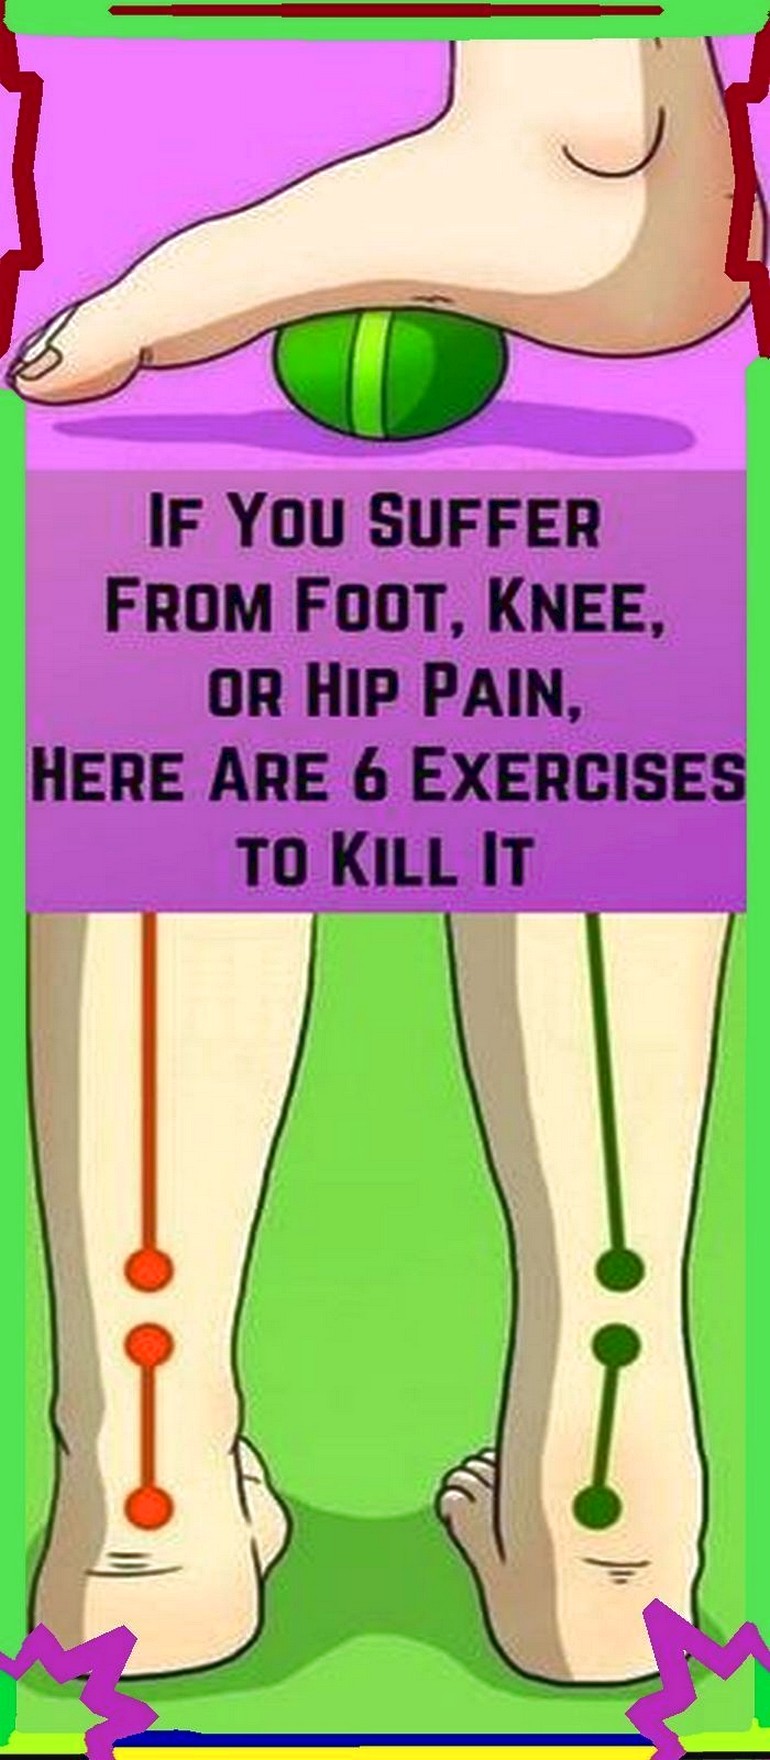 If You Suffer
From Foot, Knee,
or Hip Pain,
Here Are 6 Exercises
to Kill It